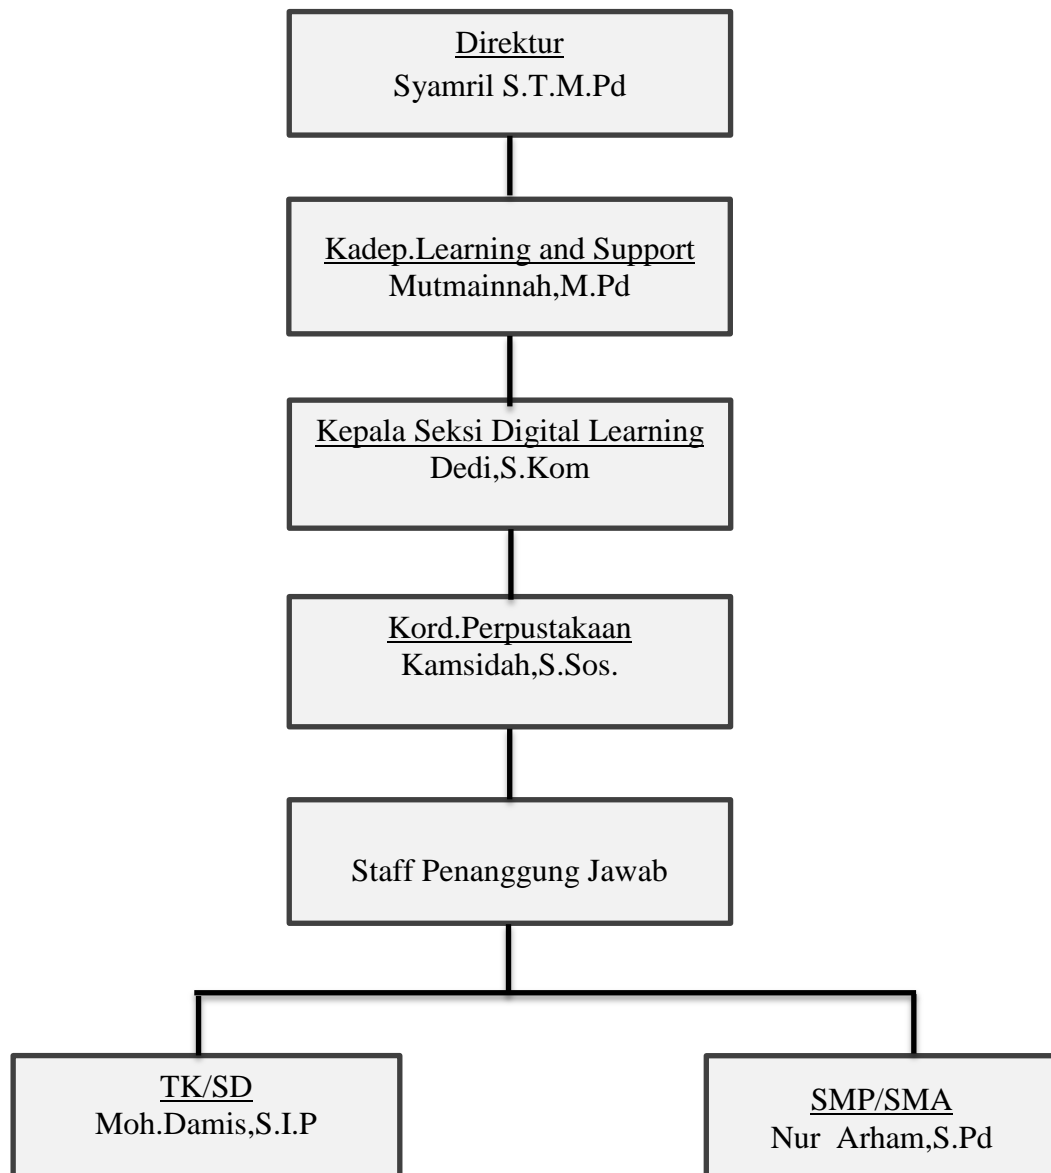 Direktur
Syamril S.T.M.Pd
Kadep.Learning and Support
Mutmainnah,M.Pd
Kepala Seksi Digital Learning
Dedi,S.Kom
Kord.Perpustakaan
Kamsidah,S.Sos.
Staff Penanggung Jawab
TK/SD
Moh.Damis,S.I.P
SMP/SMA
Nur  Arham,S.Pd